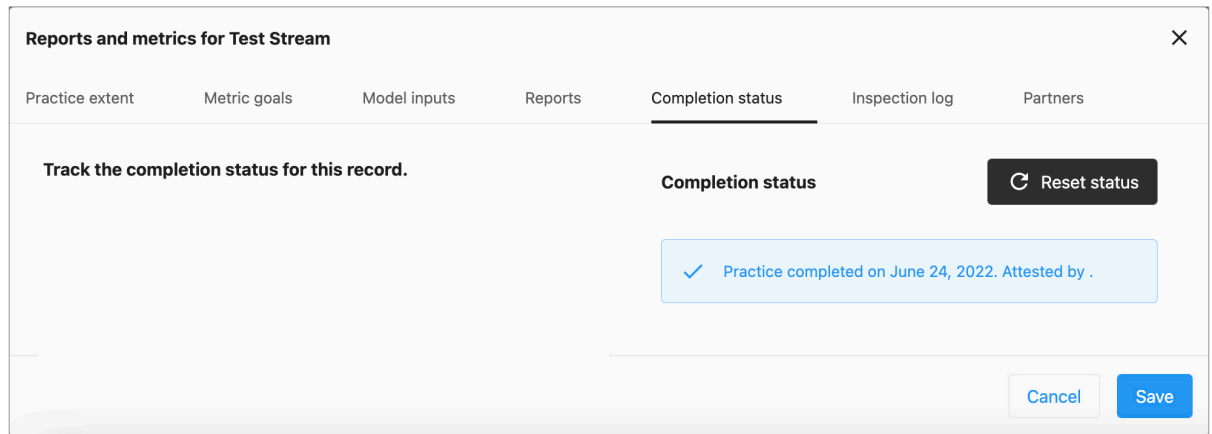 Reports and metrics for Test Stream
Practice extent Metric goals Model inputs Reports Completion status Inspection log Partners
Track the completion status for this record.
Completion status
Reset status
Practice completed on June 24, 2022. Attested by .
Cancel Save